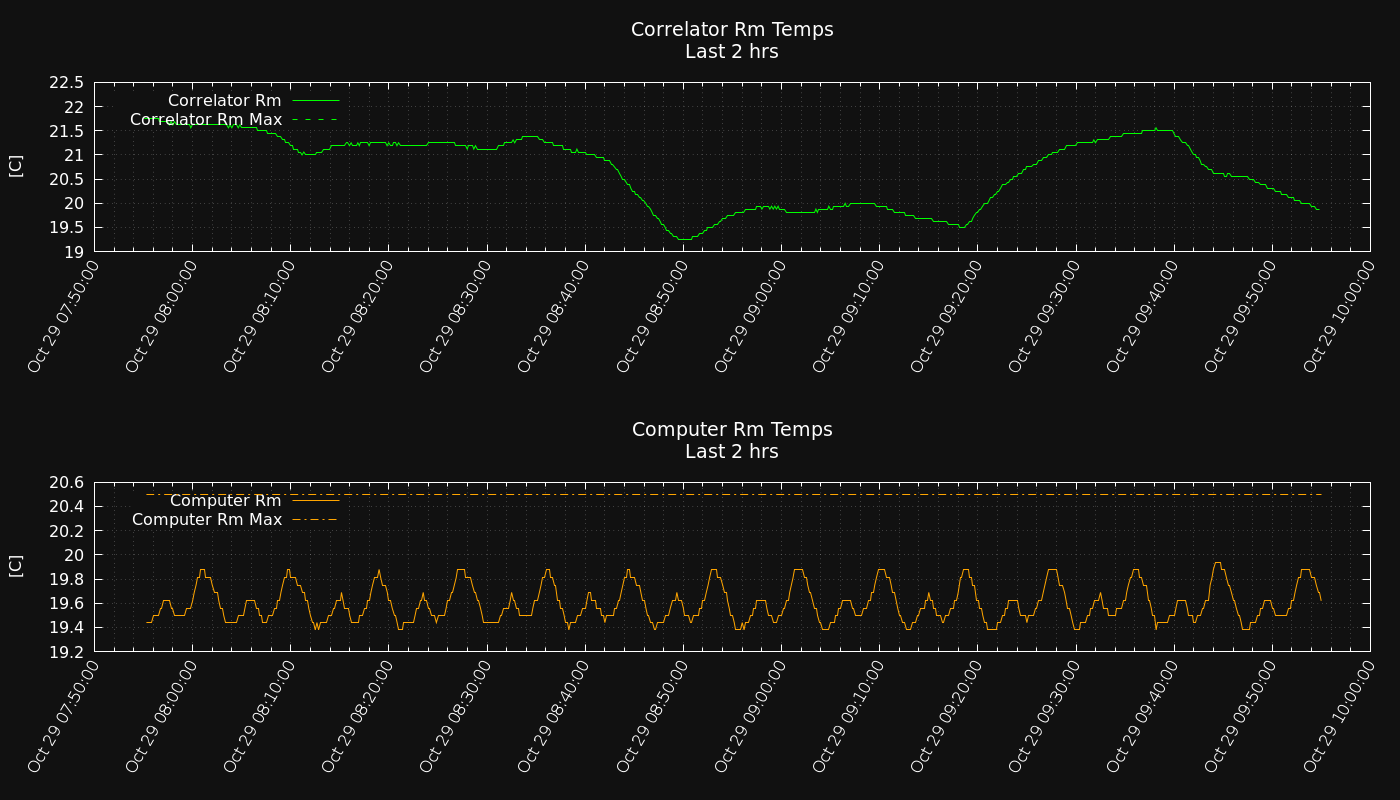 Correlator Rm Temps
Last 2 hrs
22.5
22
21.5
21
20.5
20
19.5
19
[C]
Correlator Rm
Correlator Rm Max
Oct 29 07:50:00
Oct 29 08:00:00
Oct 29 08:10:00
Oct 29 08:20:00
Oct 29 08:30:00
Oct 29 08:40:00
Oct 29 08:50:00
Oct 29 09:00:00
Oct 29 09:10:00
Oct 29 09:20:00
Oct 29 09:30:00
Oct 29 09:40:00
Oct 29 09:50:00
Oct 29 10:00:00
Computer Rm Temps
Last 2 hrs
20.6
20.4
20.2
20
19.8
19.6
19.4
19.2
[C]
Computer Rm
Computer Rm Max
Oct 29 07:50:00
Oct 29 08:00:00
Oct 29 08:10:00
Oct 29 08:20:00
Oct 29 08:30:00
Oct 29 08:40:00
Oct 29 08:50:00
Oct 29 09:00:00
Oct 29 09:10:00
Oct 29 09:20:00
Oct 29 09:30:00
Oct 29 09:40:00
Oct 29 09:50:00
Oct 29 10:00:00